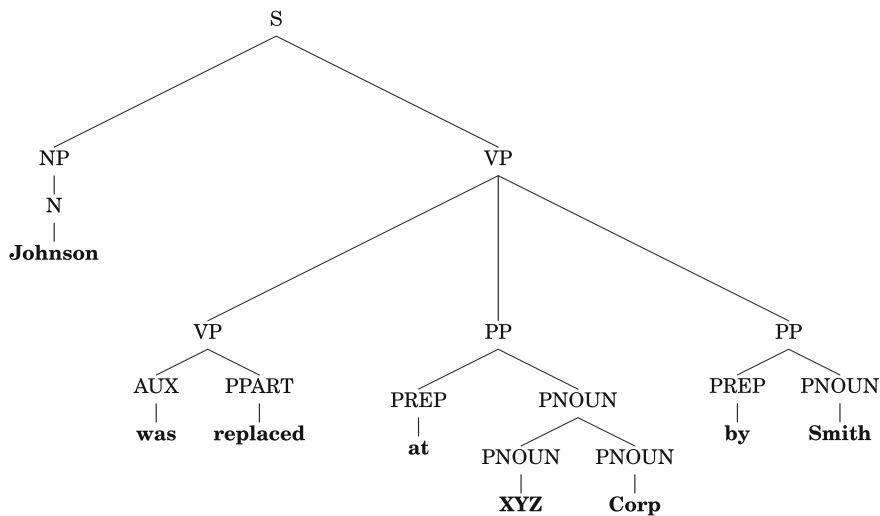 S
NP VP
N
Johnson
VP PP PP
AUX PPART PREP PNOUN PREP PNOUN
was replaced at by Smith
PNOUN PNOUN
XYZ Corp